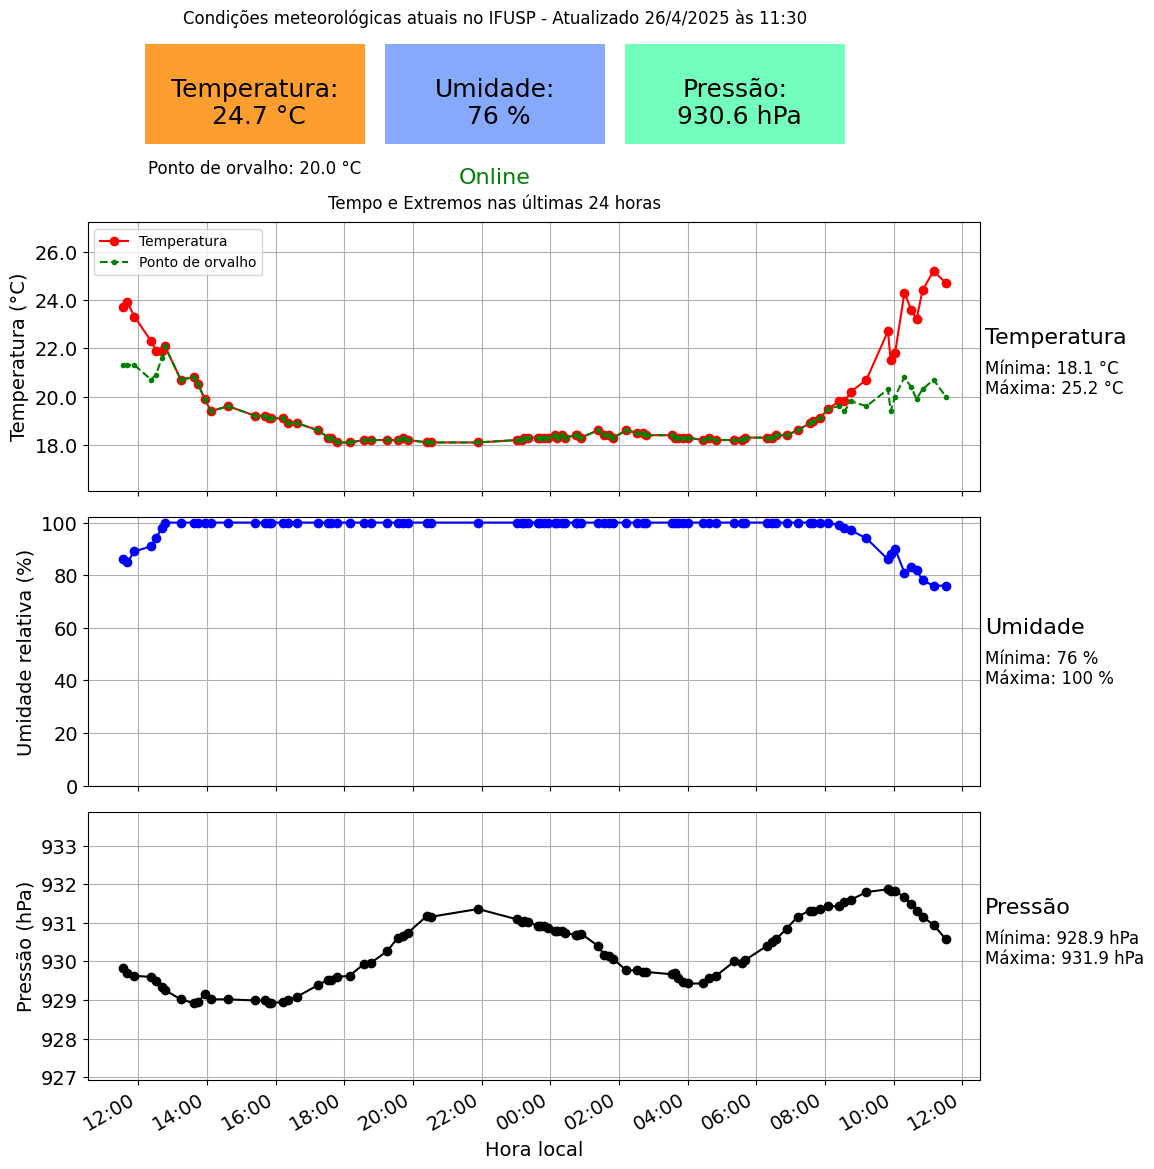 Condições meteorológicas atuais no IFUSP - Atualizado 26/4/2025 às 11:30
Temperatura:
24.7 °C
Umidade:
76 %
Pressão:
930.6 hPa
Ponto de orvalho: 20.0 °C
Online
Tempo e Extremos nas últimas 24 horas
Temperatura (°C)
26.0
24.0
22.0
20.0
18.0
Temperatura
Ponto de orvalho
Temperatura
Mínima: 18.1 °C
Máxima: 25.2 °C
Umidade relativa (%)
100
80
60
40
20
0
Umidade
Mínima: 76 %
Máxima: 100 %
Pressão (hPa)
933
932
931
930
929
928
927
Pressão
Mínima: 928.9 hPa
Máxima: 931.9 hPa
12:00
14:00
16:00
18:00
20:00
22:00
00:00
02:00
04:00
06:00
08:00
10:00
12:00
Hora local